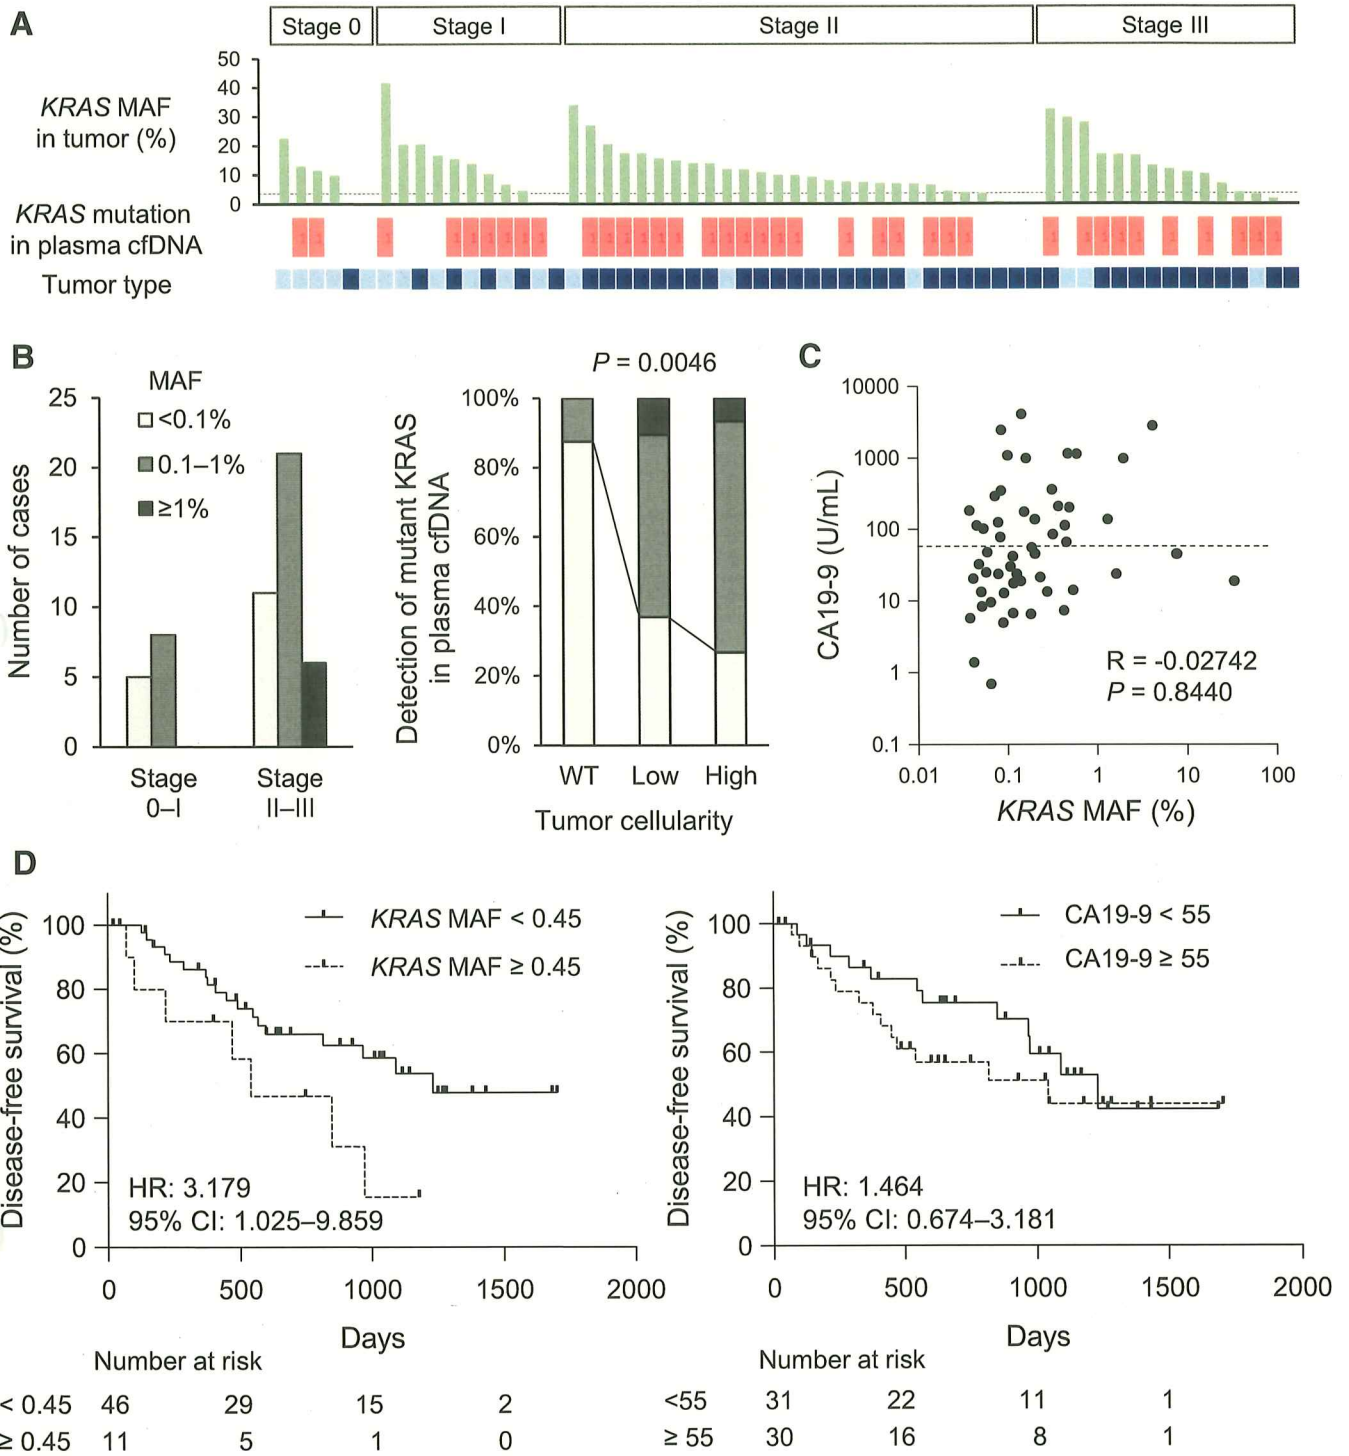 A
Stage 0 Stage I Stage II Stage III
50
40
30
20
10
0
KRAS MAF
in tumor (%)
KRAS mutation
in plasma cfDNA
Tumor type
B
MAF
<0.1%
0.1–1%
≥1%
25
20
15
10
5
0
Number of cases
Stage
0–I
Stage
II–III
P = 0.0046
100%
80%
60%
40%
20%
0%
Detection of mutant KRAS
in plasma cfDNA
WT Low High
Tumor cellularity
C
10000
1000
100
10
1
0.1
CA19-9 (U/mL)
R = -0.02742
P = 0.8440
0.01 0.1 1 10 100
KRAS MAF (%)
D
Disease-free survival (%)
100
80
60
40
20
0
KRAS MAF < 0.45
KRAS MAF ≥ 0.45
HR: 3.179
95% CI: 1.025–9.859
0 500 1000 1500 2000
Days
Number at risk
< 0.45 46 29 15 2
≥ 0.45 11 5 1 0
Disease-free survival (%)
100
80
60
40
20
0
CA19-9 < 55
CA19-9 ≥ 55
HR: 1.464
95% CI: 0.674–3.181
0 500 1000 1500 2000
Days
Number at risk
<55 31 22 11 1
≥ 55 30 16 8 1